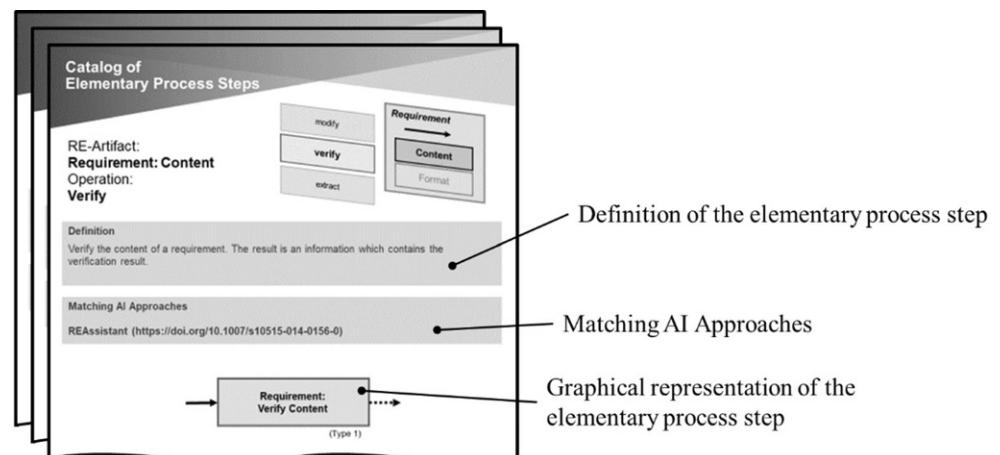 Catalog of
Elementary Process Steps
modify
verify
extract
Requirement
Content
Format
RE-Artifact:
Requirement: Content
Operation:
Verify
Definition
Verify the content of a requirement. The result is an information which contains the
verification result.
Matching AI Approaches
REAssistant (https://doi.org/10.1007/s10515-014-0156-0)
Requirement:
Verify Content
(Type 1)
Definition of the elementary process step
Matching AI Approaches
Graphical representation of the
elementary process step